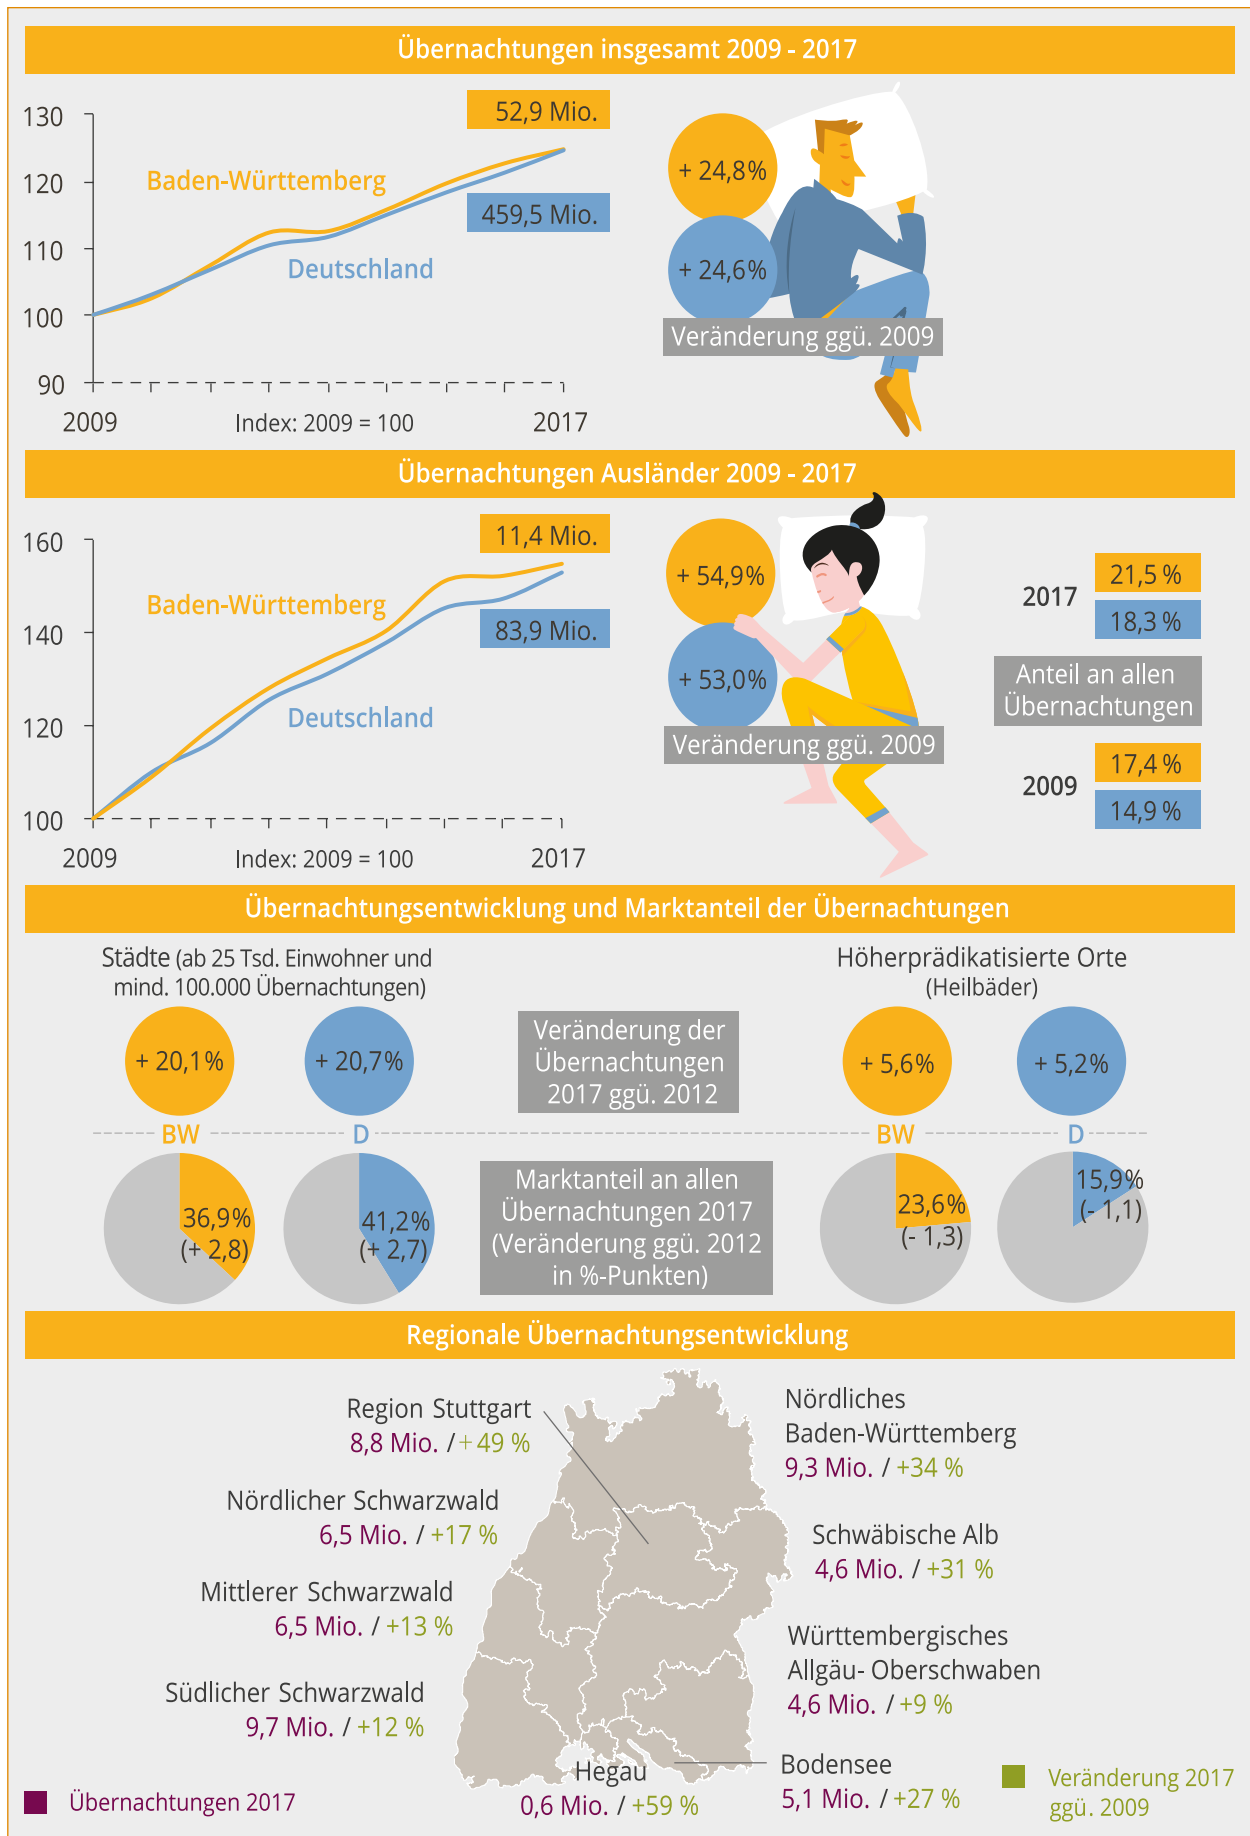 Übernachtungen insgesamt 2009 - 2017
130
120
110
100
90
Baden-Württemberg
Deutschland
52,9 Mio.
459,5 Mio.
2009
Index: 2009 = 100
2017
+ 24,8%
+ 24,6%
Veränderung ggü. 2009
Übernachtungen Ausländer 2009 - 2017
160
140
120
100
Baden-Württemberg
Deutschland
11,4 Mio.
83,9 Mio.
2009
Index: 2009 = 100
2017
+ 54,9%
+ 53,0%
Veränderung ggü. 2009
2017
21,5 %
18,3 %
Anteil an allen
Übernachtungen
2009
17,4 %
14,9 %
Übernachtungsentwicklung und Marktanteil der Übernachtungen
Städte (ab 25 Tsd. Einwohner und
mind. 100.000 Übernachtungen)
Höherprädikatisierte Orte
(Heilbäder)
+ 20,1%
+ 20,7%
Veränderung der
Übernachtungen
2017 ggü. 2012
+ 5,6%
+ 5,2%
BW
D
BW
D
36,9%
(+ 2,8)
41,2%
(+ 2,7)
Marktanteil an allen
Übernachtungen 2017
(Veränderung ggü. 2012
in %-Punkten)
23,6%
(- 1,3)
15,9%
(- 1,1)
Regionale Übernachtungsentwicklung
Region Stuttgart
8,8 Mio. / + 49 %
Nördlicher Schwarzwald
6,5 Mio. / +17 %
Mittlerer Schwarzwald
6,5 Mio. / +13 %
Südlicher Schwarzwald
9,7 Mio. / +12 %
Nördliches
Baden-Württemberg
9,3 Mio. / +34 %
Schwäbische Alb
4,6 Mio. / +31 %
Württembergisches
Allgäu- Oberschwaben
4,6 Mio. / +9 %
Bodensee
5,1 Mio. / +27 %
Hegau
0,6 Mio. / +59 %
Übernachtungen 2017
Veränderung 2017
ggü. 2009